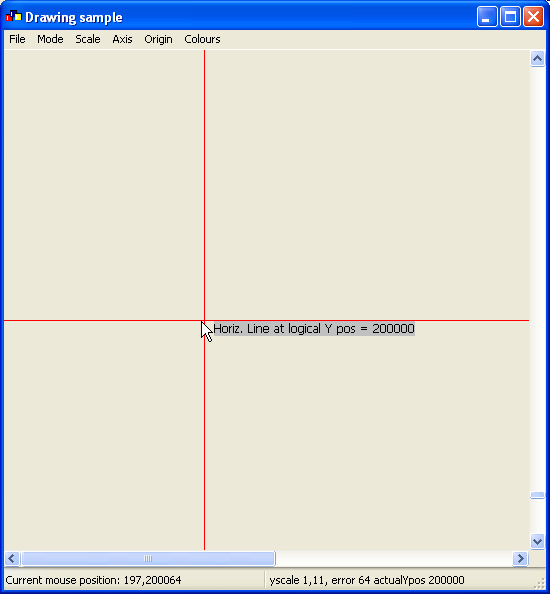 Drawing sample
File Mode Scale Axis Origin Colours
Horiz. Line at logical Y pos = 200000
Current mouse position: 197,200064 yscale 1,11, error 64 actualYpos 200000